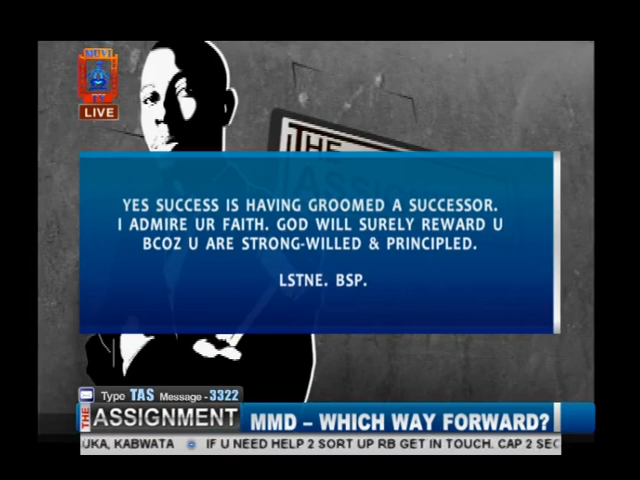 MUVI
TV
LIVE
THE
YES SUCCESS IS HAVING GROOMED A SUCCESSOR.
I ADMIRE UR FAITH. GOD WILL SURELY REWARD U
BCOZ U ARE STRONG-WILLED & PRINCIPLED.
LSTNE. BSP.
Type TAS Message - 3322
THE ASSIGNMENT
MMD – WHICH WAY FORWARD?
UKA, KABWATA IF U NEED HELP 2 SORT UP RB GET IN TOUCH. CAP 2 SEC